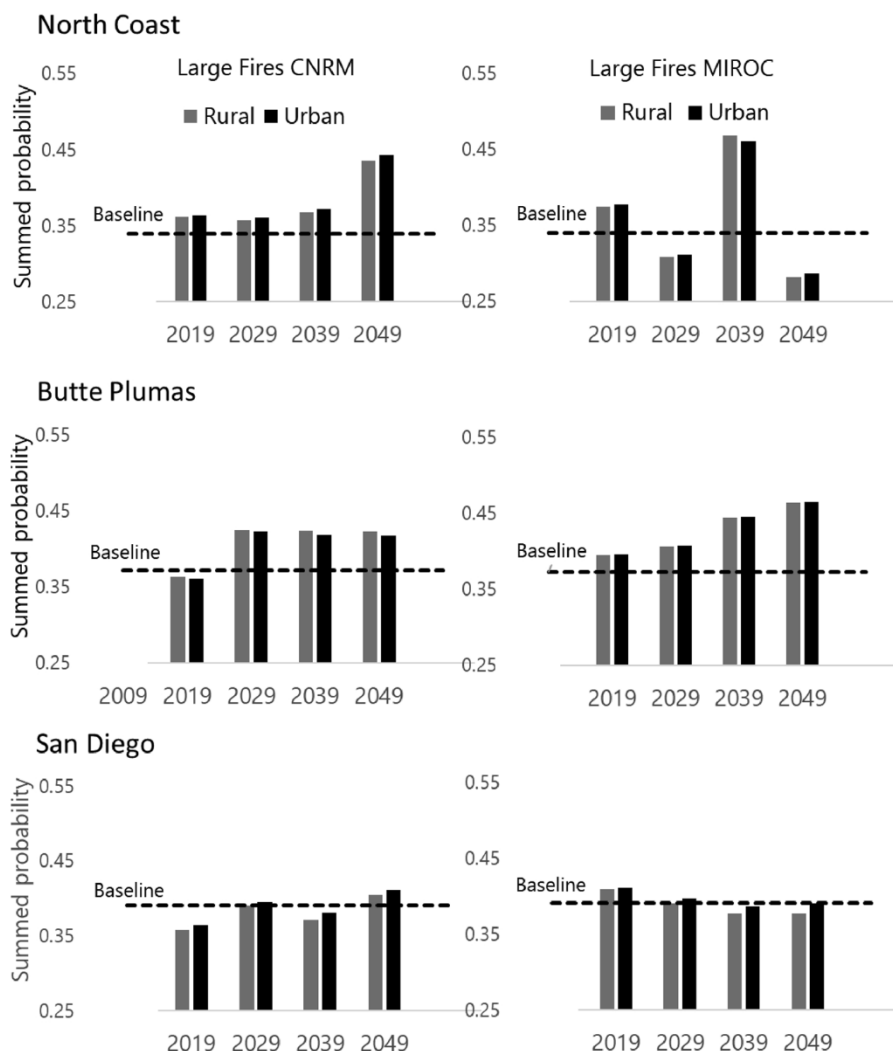 North Coast
Large Fires CNRM
Rural Urban
Summed probability
0.55
0.45
0.35
0.25
Baseline
2019 2029 2039 2049
Large Fires MIROC
Rural Urban
0.55
0.45
0.35
0.25
Baseline
2019 2029 2039 2049
Butte Plumas
Summed probability
0.55
0.45
0.35
0.25
Baseline
2009 2019 2029 2039 2049
0.55
0.45
0.35
0.25
Baseline
2019 2029 2039 2049
San Diego
Summed probability
0.55
0.45
0.35
0.25
Baseline
2019 2029 2039 2049
0.55
0.45
0.35
0.25
Baseline
2019 2029 2039 2049